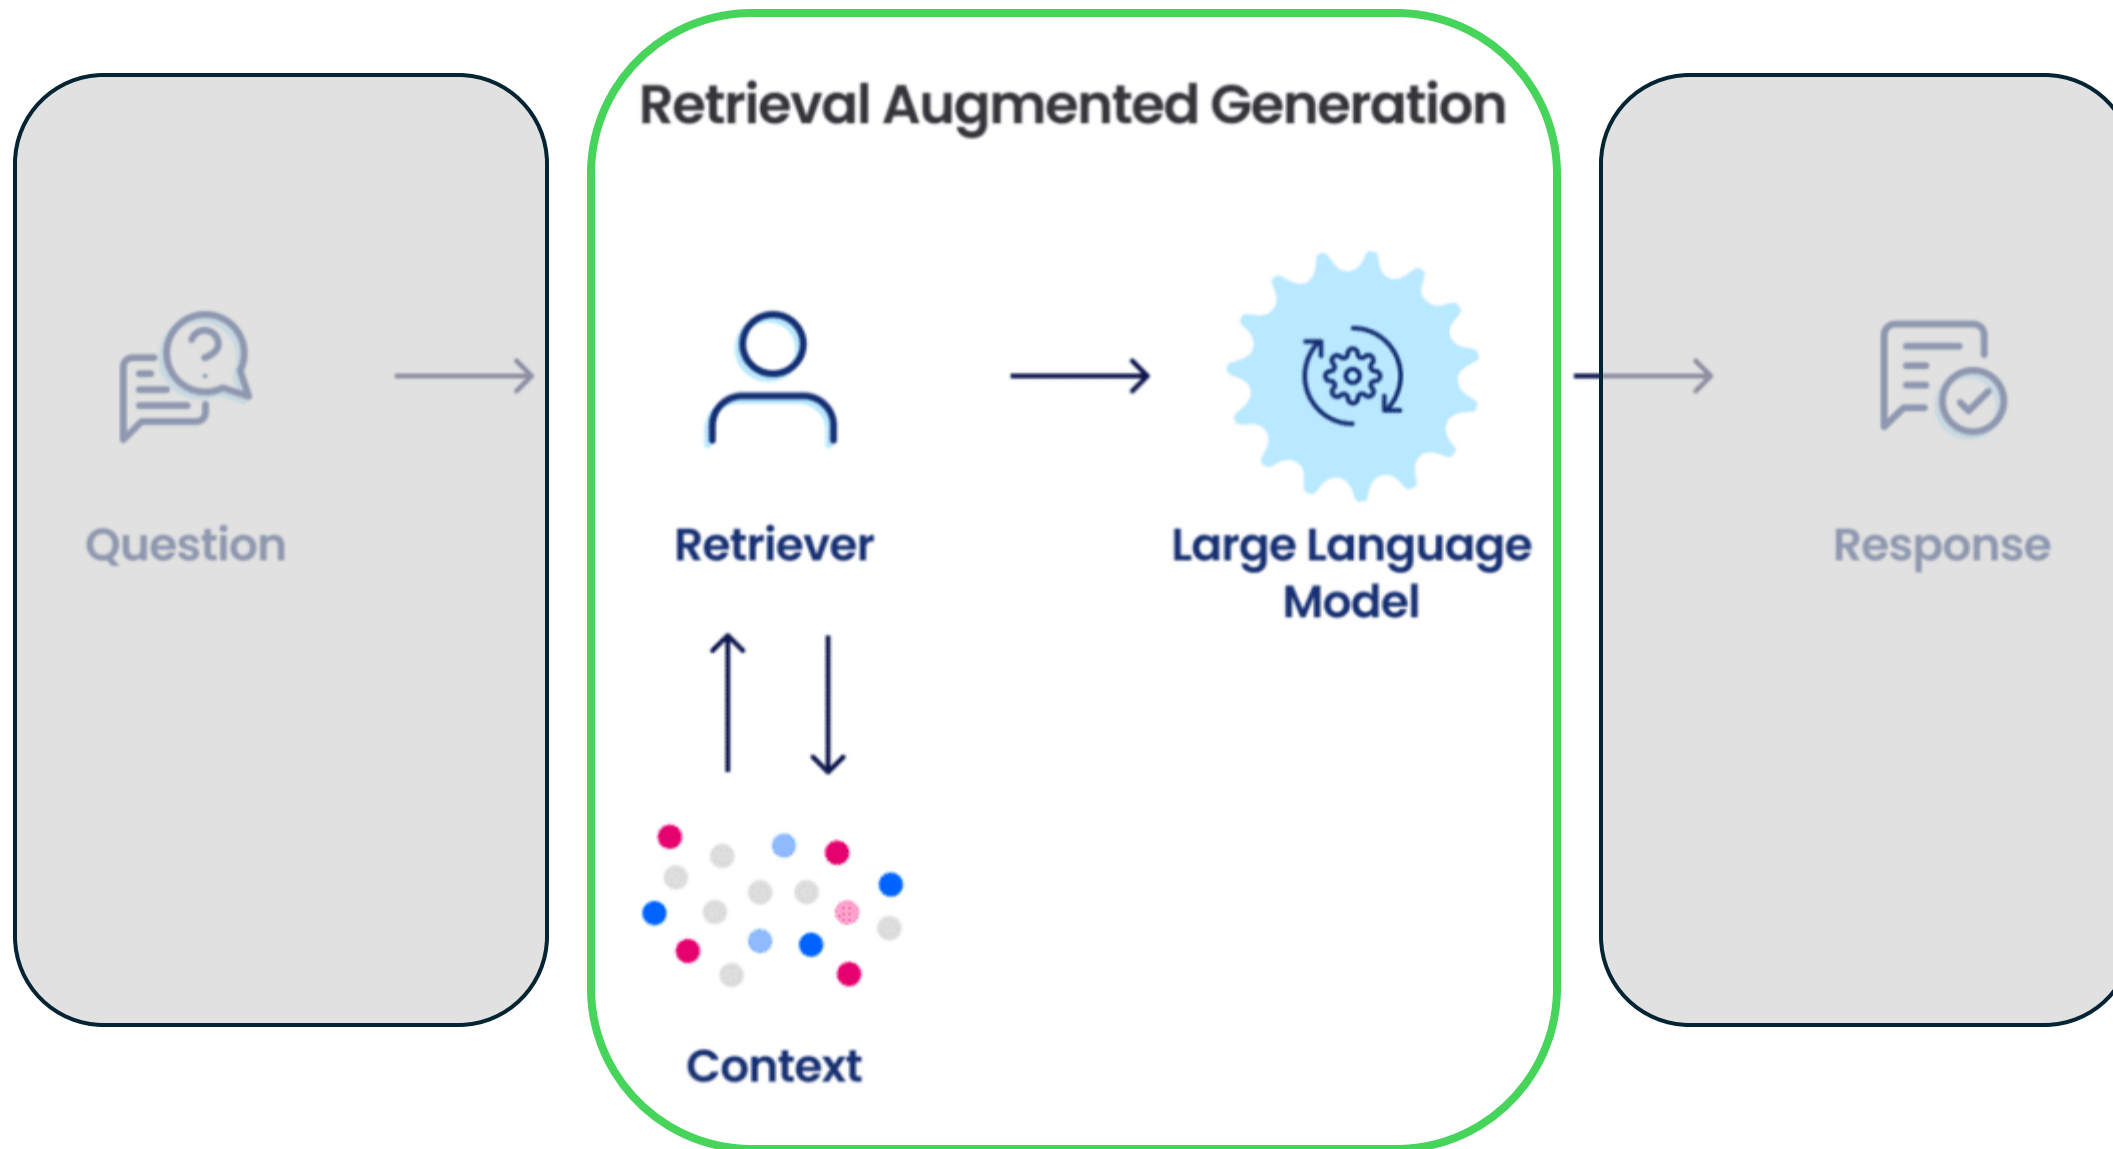 Retrieval Augmented Generation
Question
Retriever
Large Language
Model
Response
Context